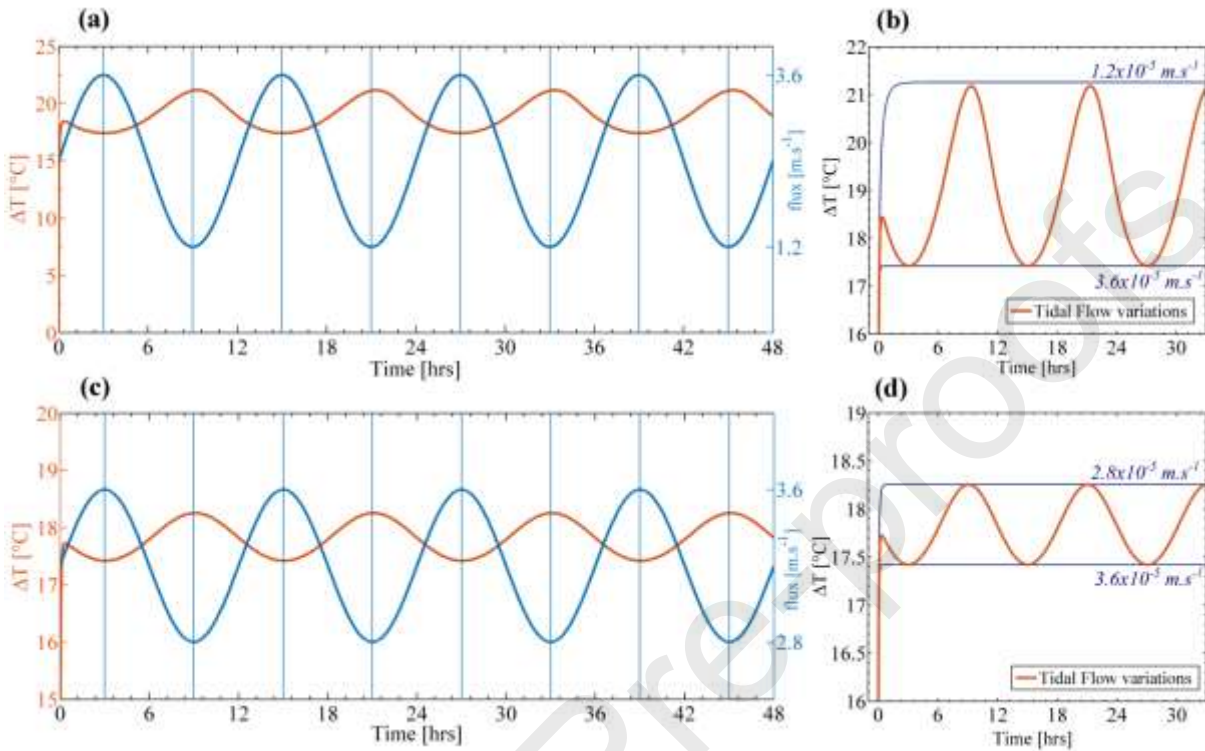 (a)
25
20
15
10
5
0
ΔT [°C]
3.6
flux [m.s⁻¹]
1.2
0 6 12 18 24 30 36 42 48
Time [hrs]
(b)
22
21
20
19
18
17
16
ΔT [°C]
1.2x10⁻⁵ m.s⁻¹
3.6x10⁻⁵ m.s⁻¹
Tidal Flow variations
0 6 12 18 24 30
Time [hrs]
(c)
20
19
18
17
16
15
ΔT [°C]
3.6
flux [m.s⁻¹]
2.8
0 6 12 18 24 30 36 42 48
Time [hrs]
(d)
19
18.5
18
17.5
17
16.5
16
ΔT [°C]
2.8x10⁻⁵ m.s⁻¹
3.6x10⁻⁵ m.s⁻¹
Tidal Flow variations
0 6 12 18 24 30
Time [hrs]
Pre-proofs